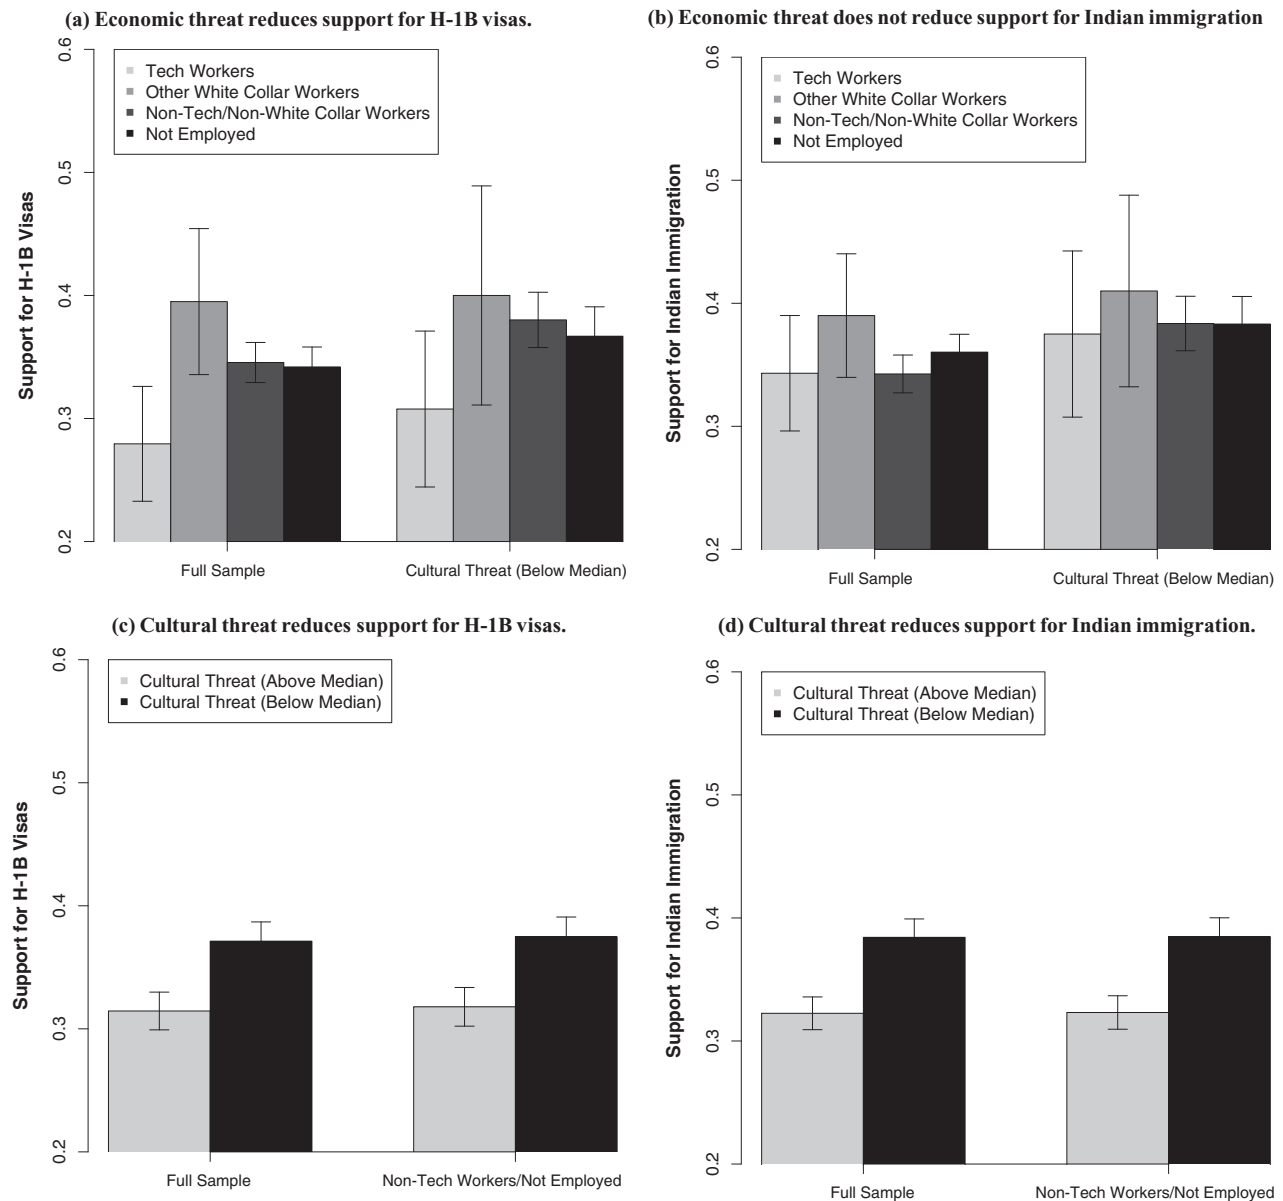 (a) Economic threat reduces support for H-1B visas.
Support for H-1B Visas
0.6
0.5
0.4
0.3
0.2
Tech Workers
Other White Collar Workers
Non-Tech/Non-White Collar Workers
Not Employed
Full Sample
Cultural Threat (Below Median)
(b) Economic threat does not reduce support for Indian immigration
Support for Indian Immigration
0.6
0.5
0.4
0.3
0.2
Tech Workers
Other White Collar Workers
Non-Tech/Non-White Collar Workers
Not Employed
Full Sample
Cultural Threat (Below Median)
(c) Cultural threat reduces support for H-1B visas.
Support for H-1B Visas
0.6
0.5
0.4
0.3
0.2
Cultural Threat (Above Median)
Cultural Threat (Below Median)
Full Sample
Non-Tech Workers/Not Employed
(d) Cultural threat reduces support for Indian immigration.
Support for Indian Immigration
0.6
0.5
0.4
0.3
0.2
Cultural Threat (Above Median)
Cultural Threat (Below Median)
Full Sample
Non-Tech Workers/Not Employed